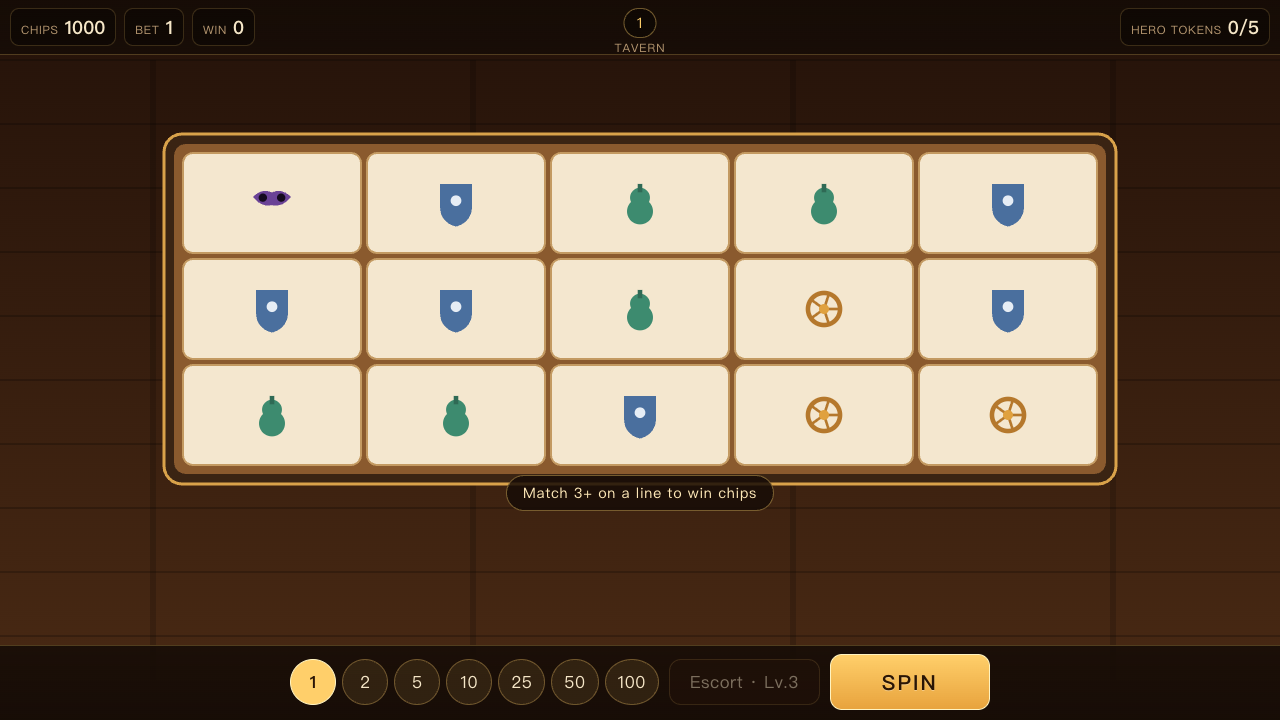 CHIPS 1000
BET 1
WIN 0
1
TAVERN
HERO TOKENS 0/5
Match 3+ on a line to win chips
1
2
5
10
25
50
100
Escort · Lv.3
SPIN